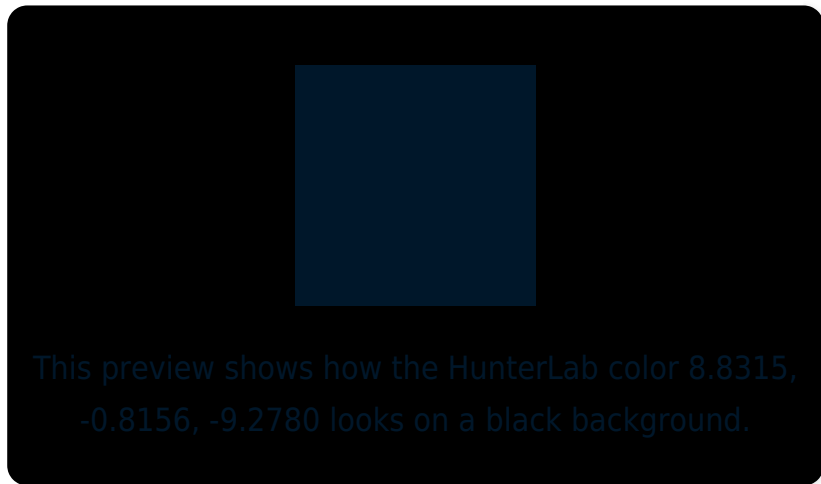 This preview shows how the HunterLab color 8.8315,
-0.8156, -9.2780 looks on a black background.